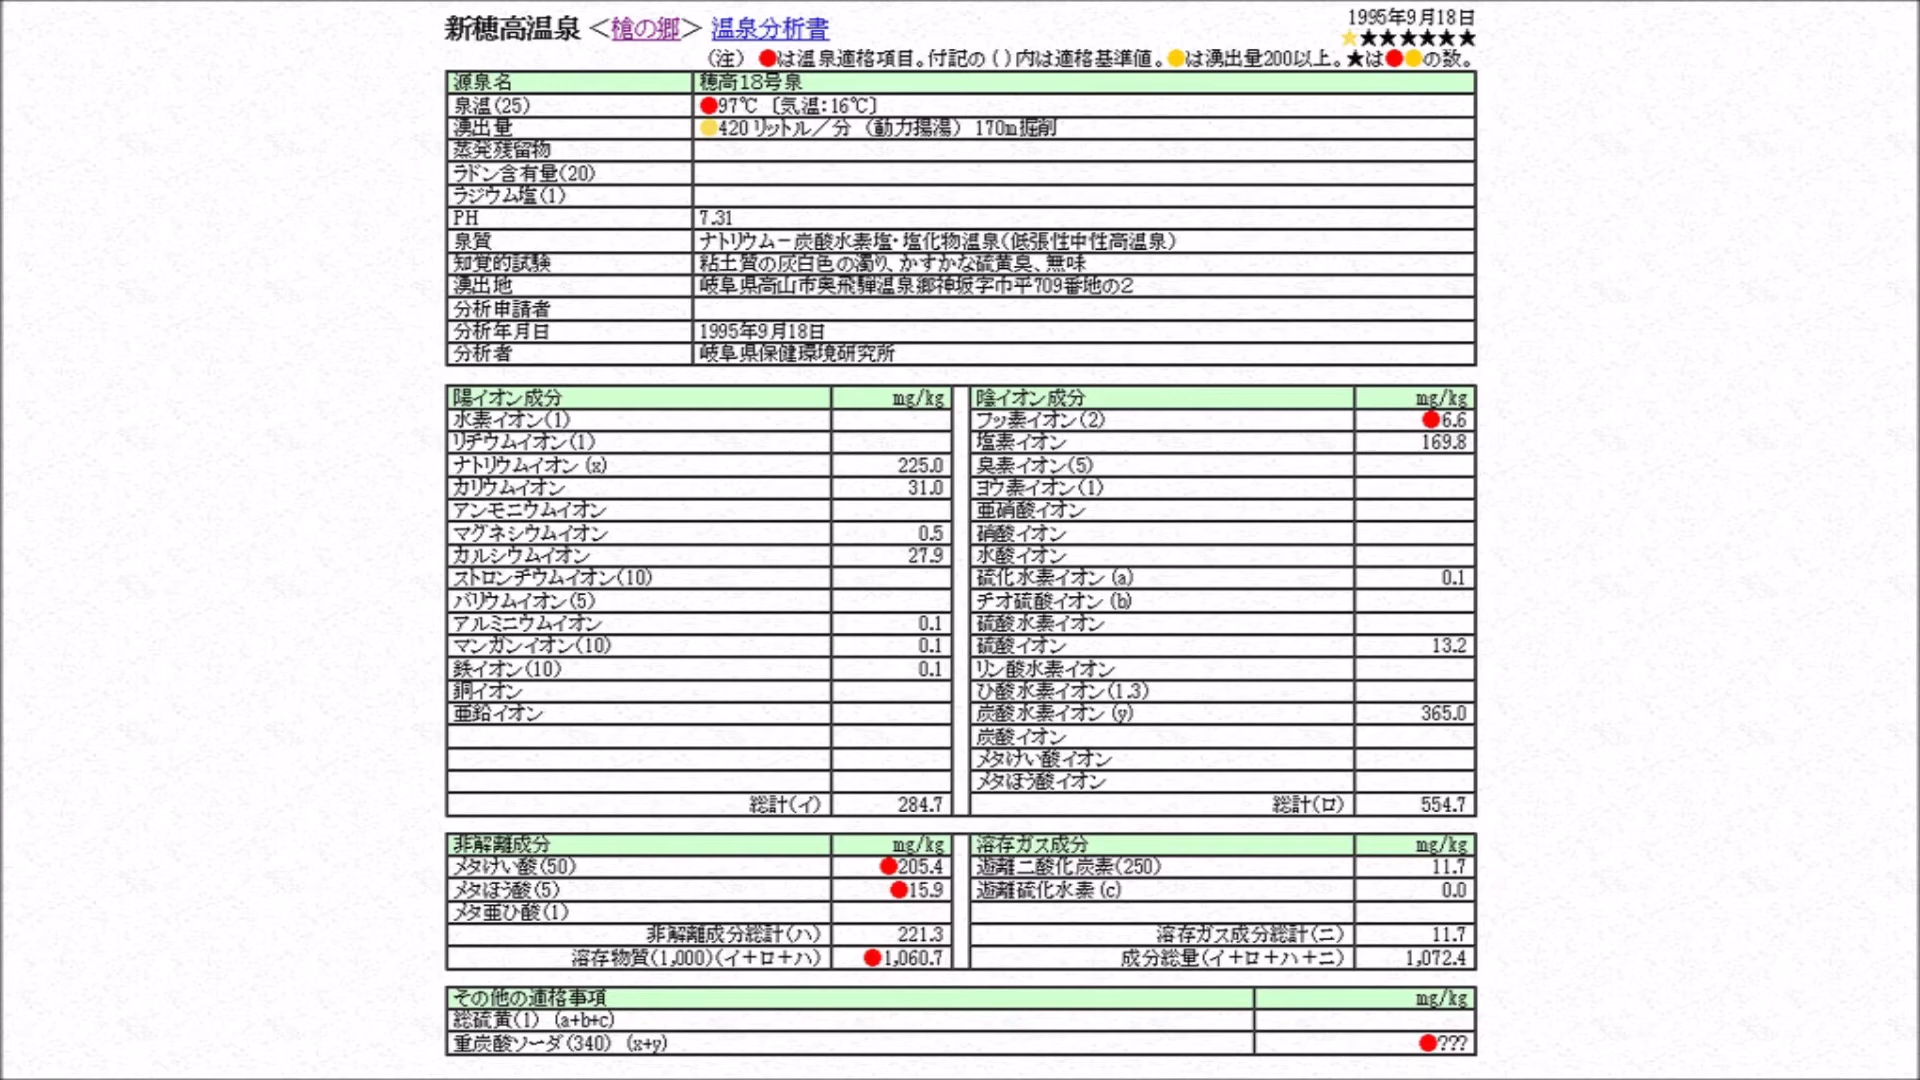 新穂高温泉 ＜槍の郷＞ 温泉分析書
1995年9月18日
★★★★★★★
（注） ●は温泉適格項目。付記の（ ）内は適格基準値。●は湧出量200以上。★は●●の数。
源泉名 穂高18号泉
泉温(25) ●97℃ 〔気温：16℃〕
湧出量 ●420 リットル／分 （動力揚湯） 170m掘削
蒸発残留物
ラドン含有量(20)
ラジウム塩(1)
PH 7.31
泉質 ナトリウム－炭酸水素塩・塩化物温泉（低張性中性高温泉）
知覚的試験 粘土質の灰白色の濁り、かすかな硫黄臭、無味
湧出地 岐阜県高山市奥飛騨温泉郷神坂字巾平709番地の2
分析申請者
分析年月日 1995年9月18日
分析者 岐阜県保健環境研究所
陽イオン成分 mg/kg 陰イオン成分 mg/kg
水素イオン(1) フッ素イオン(2) ●6.6
リチウムイオン(1) 塩素イオン 169.8
ナトリウムイオン (x) 225.0 臭素イオン(5)
カリウムイオン 31.0 ヨウ素イオン(1)
アンモニウムイオン 亜硝酸イオン
マグネシウムイオン 0.5 硝酸イオン
カルシウムイオン 27.9 水酸イオン
ストロンチウムイオン(10) 硫化水素イオン (a) 0.1
バリウムイオン(5) チオ硫酸イオン (b)
アルミニウムイオン 0.1 硫酸水素イオン
マンガンイオン(10) 0.1 硫酸イオン 13.2
鉄イオン(10) 0.1 リン酸水素イオン
銅イオン ひ酸水素イオン(1.3)
亜鉛イオン 炭酸水素イオン (y) 365.0
炭酸イオン
メタけい酸イオン
メタほう酸イオン
総計(イ) 284.7 総計(ロ) 554.7
非解離成分 mg/kg 溶存ガス成分 mg/kg
メタけい酸(50) ●205.4 遊離二酸化炭素(250) 11.7
メタほう酸(5) ●15.9 遊離硫化水素 (c) 0.0
メタ亜ひ酸(1)
非解離成分総計(ハ) 221.3 溶存ガス成分総計(ニ) 11.7
溶存物質(1,000)(イ＋ロ＋ハ) ●1,060.7 成分総量(イ＋ロ＋ハ＋ニ) 1,072.4
その他の適格事項 mg/kg
総硫黄(1) (a+b+c)
重炭酸ソーダ(340) (x+y) ●???